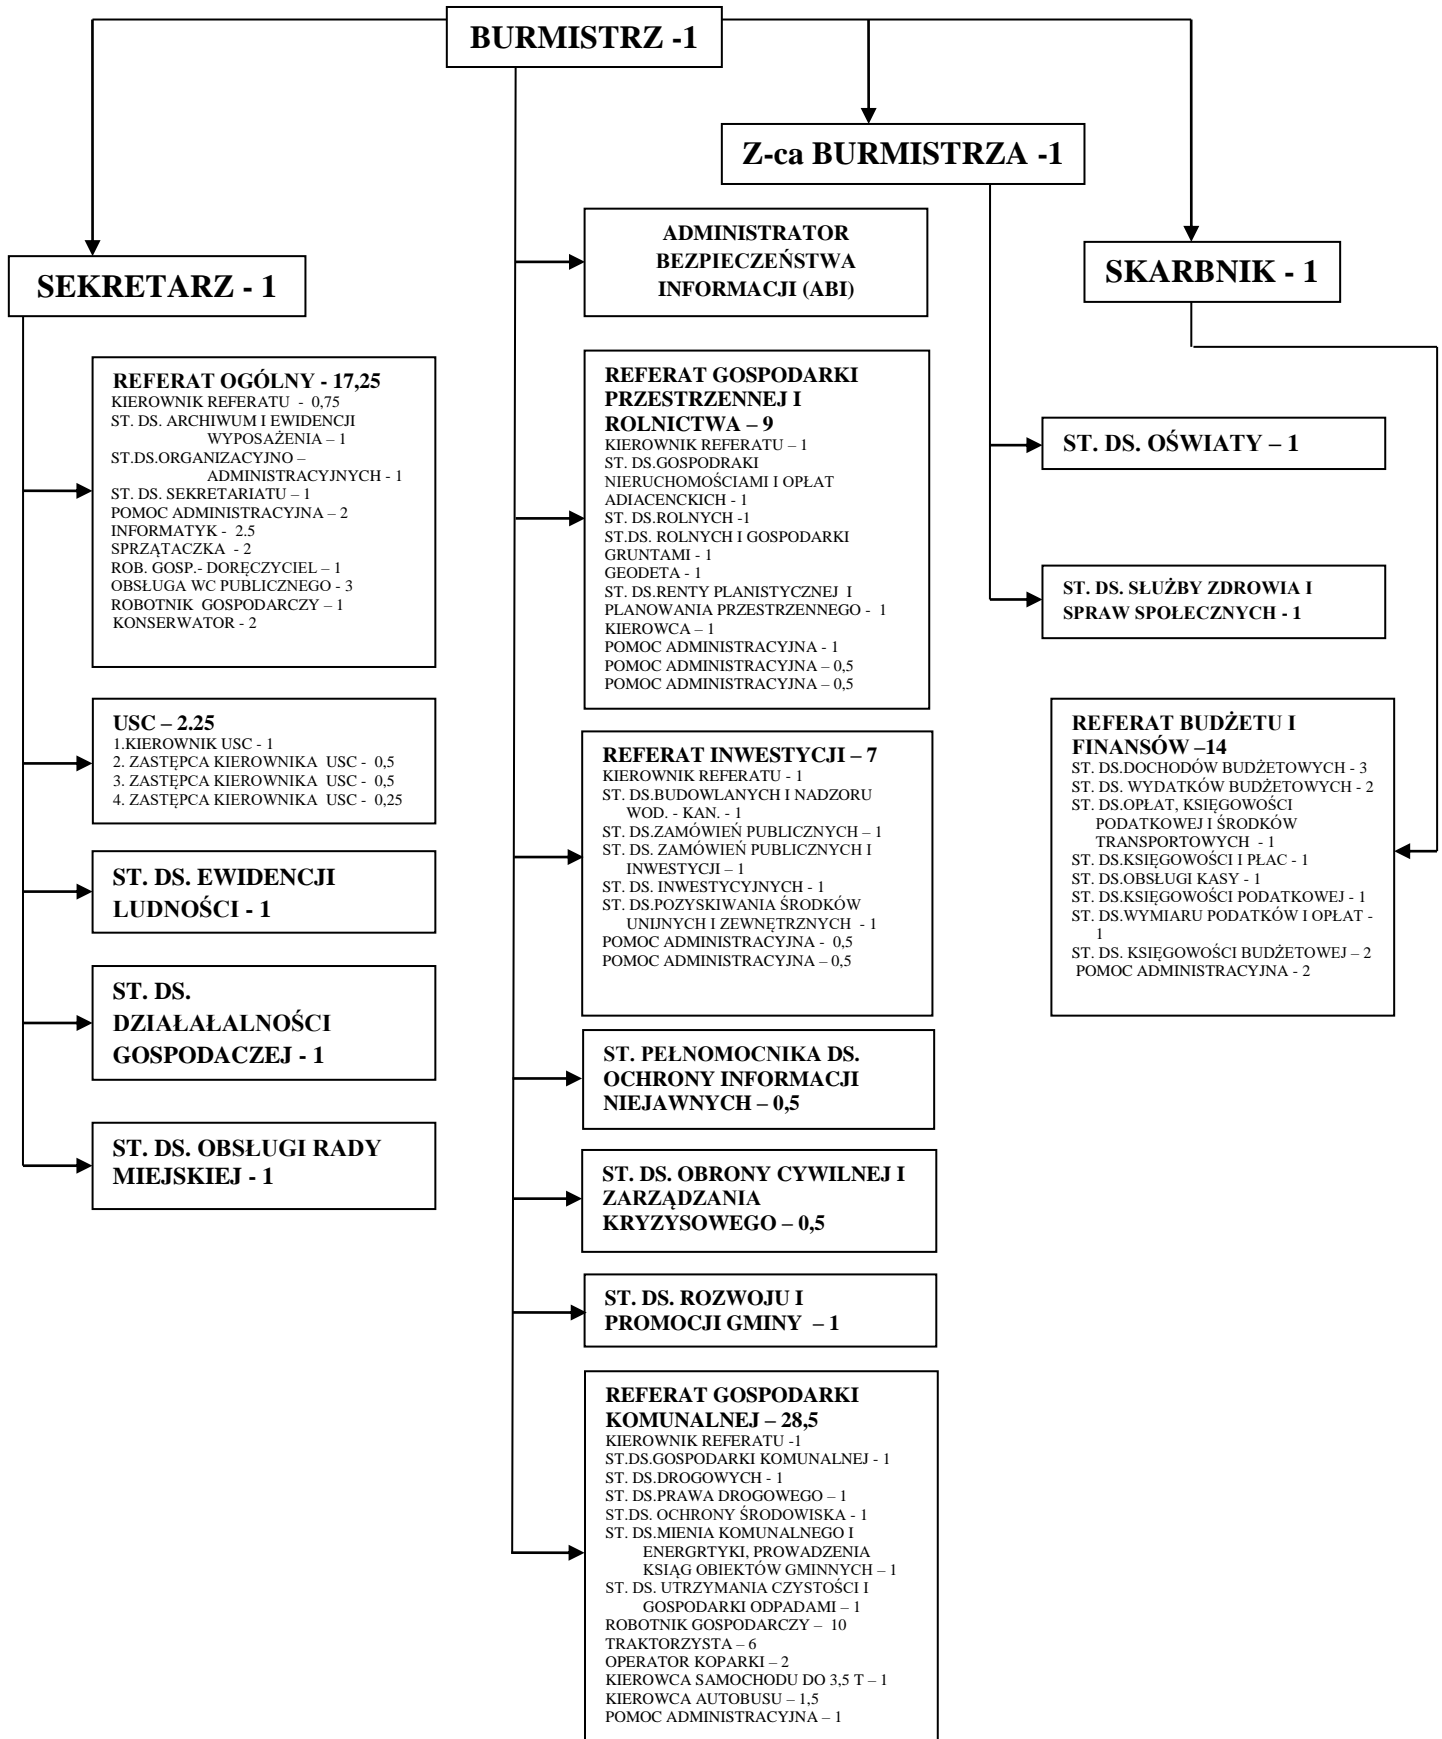 BURMISTRZ -1
Z-ca BURMISTRZA -1
SEKRETARZ - 1
REFERAT OGÓLNY - 17,25
KIEROWNIK REFERATU - 0,75
ST. DS. ARCHIWUM I EWIDENCJI
WYPOSAŻENIA – 1
ST.DS.ORGANIZACYJNO –
ADMINISTRACYJNYCH - 1
ST. DS. SEKRETARIATU – 1
POMOC ADMINISTRACYJNA – 2
INFORMATYK - 2.5
SPRZĄTACZKA - 2
ROB. GOSP.- DORĘCZYCIEL – 1
OBSŁUGA WC PUBLICZNEGO - 3
ROBOTNIK GOSPODARCZY – 1
KONSERWATOR - 2
USC – 2.25
1.KIEROWNIK USC - 1
2. ZASTĘPCA KIEROWNIKA USC - 0,5
3. ZASTĘPCA KIEROWNIKA USC - 0,5
4. ZASTĘPCA KIEROWNIKA USC - 0,25
ST. DS. EWIDENCJI
LUDNOŚCI - 1
ST. DS.
DZIAŁAŁALNOŚCI
GOSPODACZEJ - 1
ST. DS. OBSŁUGI RADY
MIEJSKIEJ - 1
ADMINISTRATOR
BEZPIECZEŃSTWA
INFORMACJI (ABI)
REFERAT GOSPODARKI
PRZESTRZENNEJ I
ROLNICTWA – 9
KIEROWNIK REFERATU – 1
ST. DS.GOSPODRAKI
NIERUCHOMOŚCIAMI I OPŁAT
ADIACENCKICH - 1
ST. DS.ROLNYCH -1
ST.DS. ROLNYCH I GOSPODARKI
GRUNTAMI - 1
GEODETA - 1
ST. DS.RENTY PLANISTYCZNEJ I
PLANOWANIA PRZESTRZENNEGO - 1
KIEROWCA – 1
POMOC ADMINISTRACYJNA - 1
POMOC ADMINISTRACYJNA – 0,5
POMOC ADMINISTRACYJNA – 0,5
REFERAT INWESTYCJI – 7
KIEROWNIK REFERATU - 1
ST. DS.BUDOWLANYCH I NADZORU
WOD. - KAN. - 1
ST. DS.ZAMÓWIEŃ PUBLICZNYCH – 1
ST. DS. ZAMÓWIEŃ PUBLICZNYCH I
INWESTYCJI – 1
ST. DS. INWESTYCYJNYCH - 1
ST. DS.POZYSKIWANIA ŚRODKÓW
UNIJNYCH I ZEWNĘTRZNYCH - 1
POMOC ADMINISTRACYJNA - 0,5
POMOC ADMINISTRACYJNA – 0,5
ST. PEŁNOMOCNIKA DS.
OCHRONY INFORMACJI
NIEJAWNYCH – 0,5
ST. DS. OBRONY CYWILNEJ I
ZARZĄDZANIA
KRYZYSOWEGO – 0,5
ST. DS. ROZWOJU I
PROMOCJI GMINY – 1
REFERAT GOSPODARKI
KOMUNALNEJ – 28,5
KIEROWNIK REFERATU -1
ST.DS.GOSPODARKI KOMUNALNEJ - 1
ST. DS.DROGOWYCH - 1
ST. DS.PRAWA DROGOWEGO – 1
ST.DS. OCHRONY ŚRODOWISKA - 1
ST. DS.MIENIA KOMUNALNEGO I
ENERGRTYKI, PROWADZENIA
KSIĄG OBIEKTÓW GMINNYCH – 1
ST. DS. UTRZYMANIA CZYSTOŚCI I
GOSPODARKI ODPADAMI – 1
ROBOTNIK GOSPODARCZY – 10
TRAKTORZYSTA – 6
OPERATOR KOPARKI – 2
KIEROWCA SAMOCHODU DO 3,5 T – 1
KIEROWCA AUTOBUSU – 1,5
POMOC ADMINISTRACYJNA – 1
SKARBNIK - 1
ST. DS. OŚWIATY – 1
ST. DS. SŁUŻBY ZDROWIA I
SPRAW SPOŁECZNYCH - 1
REFERAT BUDŻETU I
FINANSÓW –14
ST. DS.DOCHODÓW BUDŻETOWYCH - 3
ST. DS. WYDATKÓW BUDŻETOWYCH - 2
ST. DS.OPŁAT, KSIĘGOWOŚCI
PODATKOWEJ I ŚRODKÓW
TRANSPORTOWYCH - 1
ST. DS.KSIĘGOWOŚCI I PŁAC - 1
ST. DS.OBSŁUGI KASY - 1
ST. DS.KSIĘGOWOŚCI PODATKOWEJ - 1
ST. DS.WYMIARU PODATKÓW I OPŁAT -
1
ST. DS. KSIĘGOWOŚCI BUDŻETOWEJ – 2
POMOC ADMINISTRACYJNA - 2